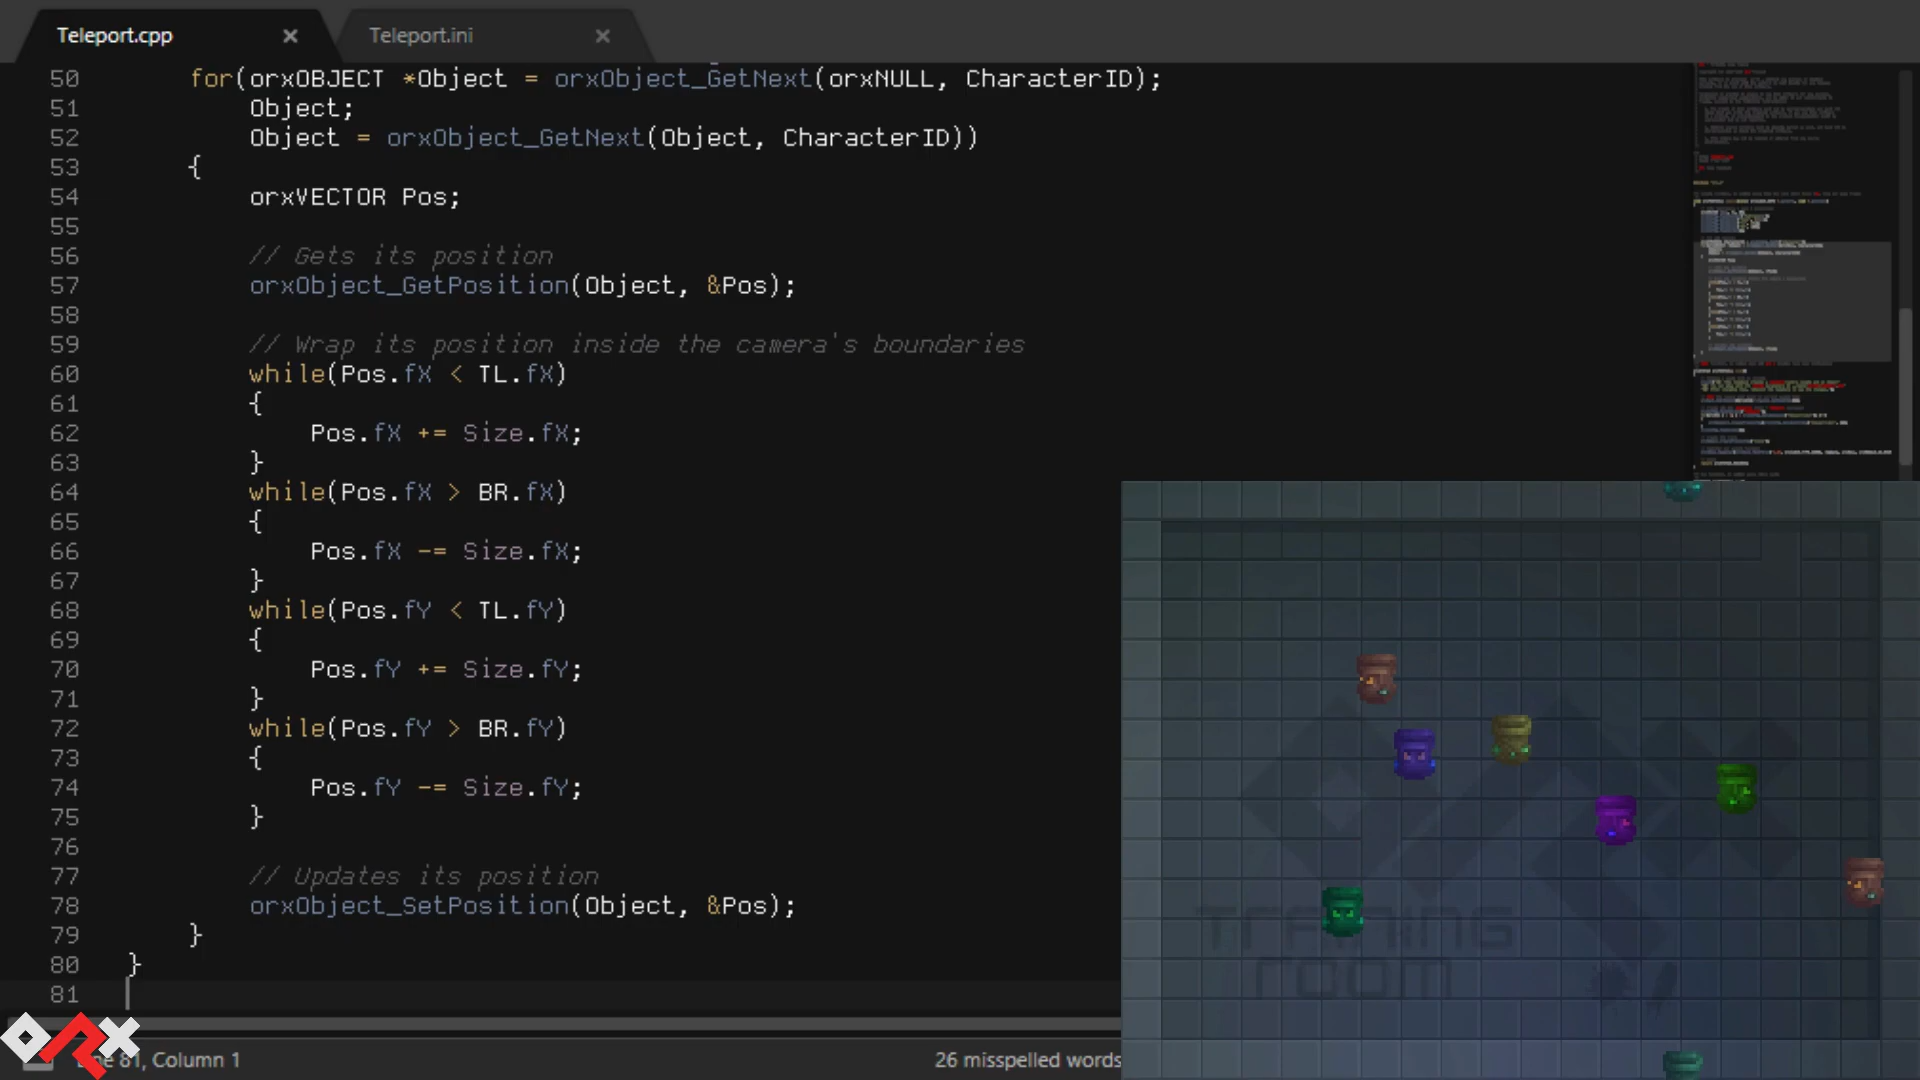 Teleport.cpp × Teleport.ini ×
50 for(orxOBJECT *Object = orxObject_GetNext(orxNULL, CharacterID);
51 Object;
52 Object = orxObject_GetNext(Object, CharacterID))
53 {
54 orxVECTOR Pos;
55
56 // Gets its position
57 orxObject_GetPosition(Object, &Pos);
58
59 // Wrap its position inside the camera's boundaries
60 while(Pos.fX < TL.fX)
61 {
62 Pos.fX += Size.fX;
63 }
64 while(Pos.fX > BR.fX)
65 {
66 Pos.fX -= Size.fX;
67 }
68 while(Pos.fY < TL.fY)
69 {
70 Pos.fY += Size.fY;
71 }
72 while(Pos.fY > BR.fY)
73 {
74 Pos.fY -= Size.fY;
75 }
76
77 // Updates its position
78 orxObject_SetPosition(Object, &Pos);
79 }
80 }
81
TRAINING
ROOM
ORX
81, Column 1 26 misspelled words